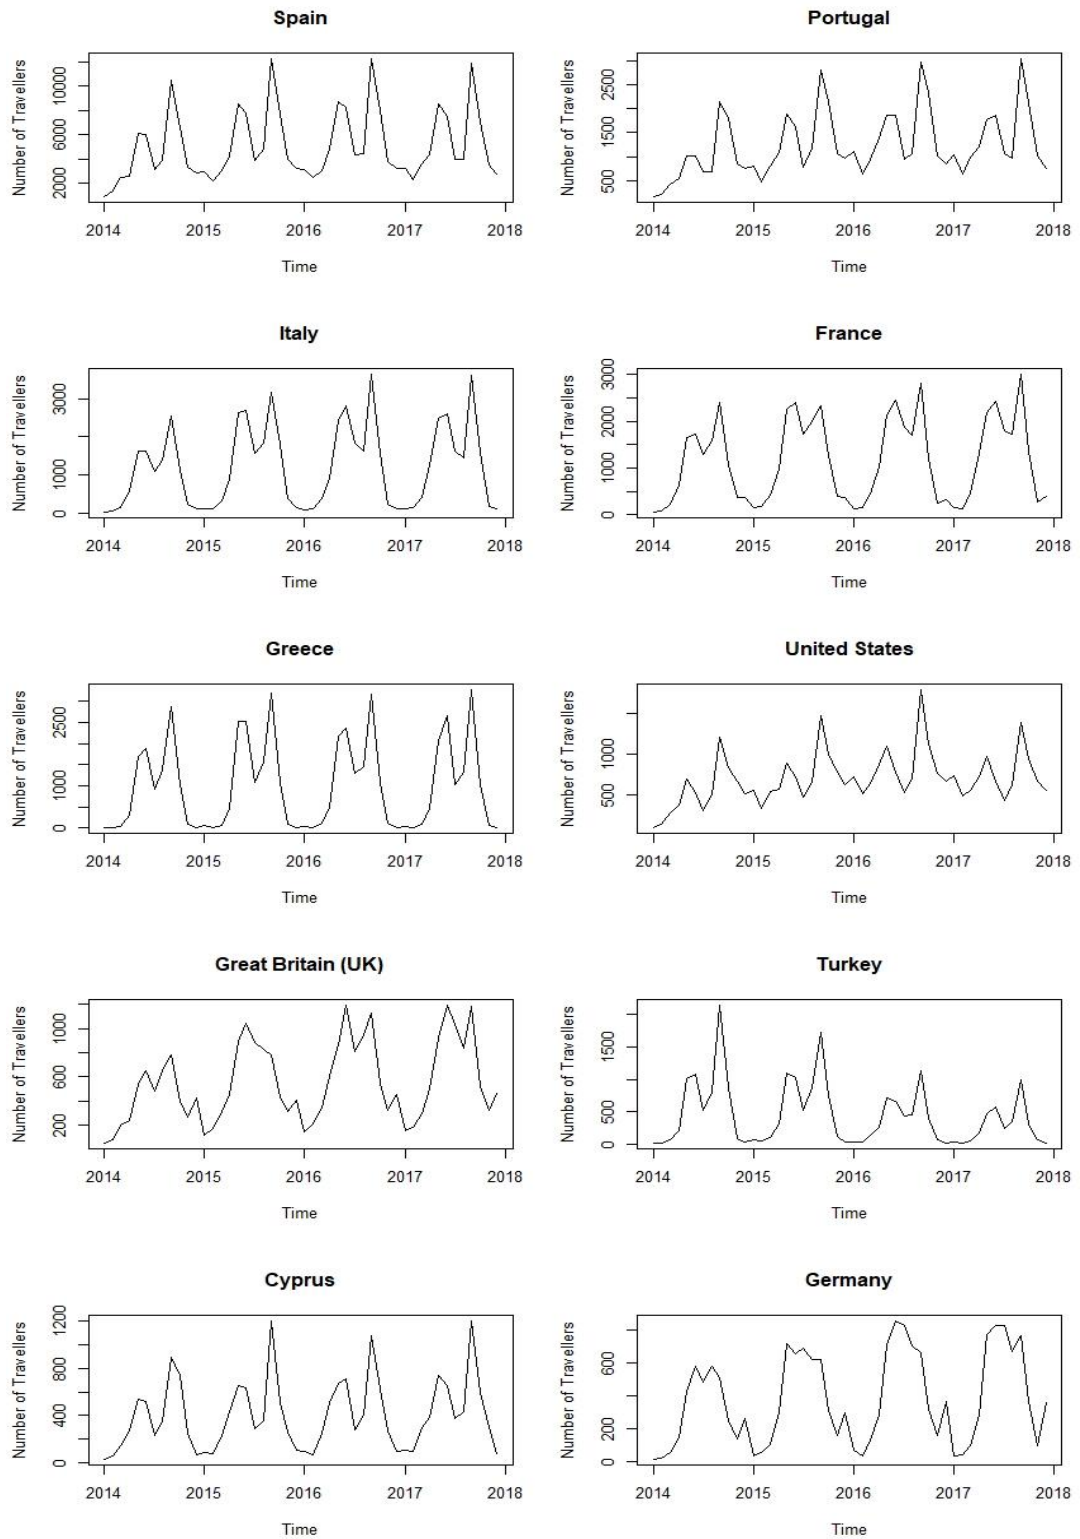 Spain
Number of Travellers
2000 6000 10000
2014 2015 2016 2017 2018
Time
Portugal
Number of Travellers
500 1500 2500
2014 2015 2016 2017 2018
Time
Italy
Number of Travellers
0 1000 3000
2014 2015 2016 2017 2018
Time
France
Number of Travellers
0 1000 2000 3000
2014 2015 2016 2017 2018
Time
Greece
Number of Travellers
0 1000 2500
2014 2015 2016 2017 2018
Time
United States
Number of Travellers
500 1000
2014 2015 2016 2017 2018
Time
Great Britain (UK)
Number of Travellers
200 600 1000
2014 2015 2016 2017 2018
Time
Turkey
Number of Travellers
0 500 1500
2014 2015 2016 2017 2018
Time
Cyprus
Number of Travellers
0 400 800 1200
2014 2015 2016 2017 2018
Time
Germany
Number of Travellers
0 200 600
2014 2015 2016 2017 2018
Time